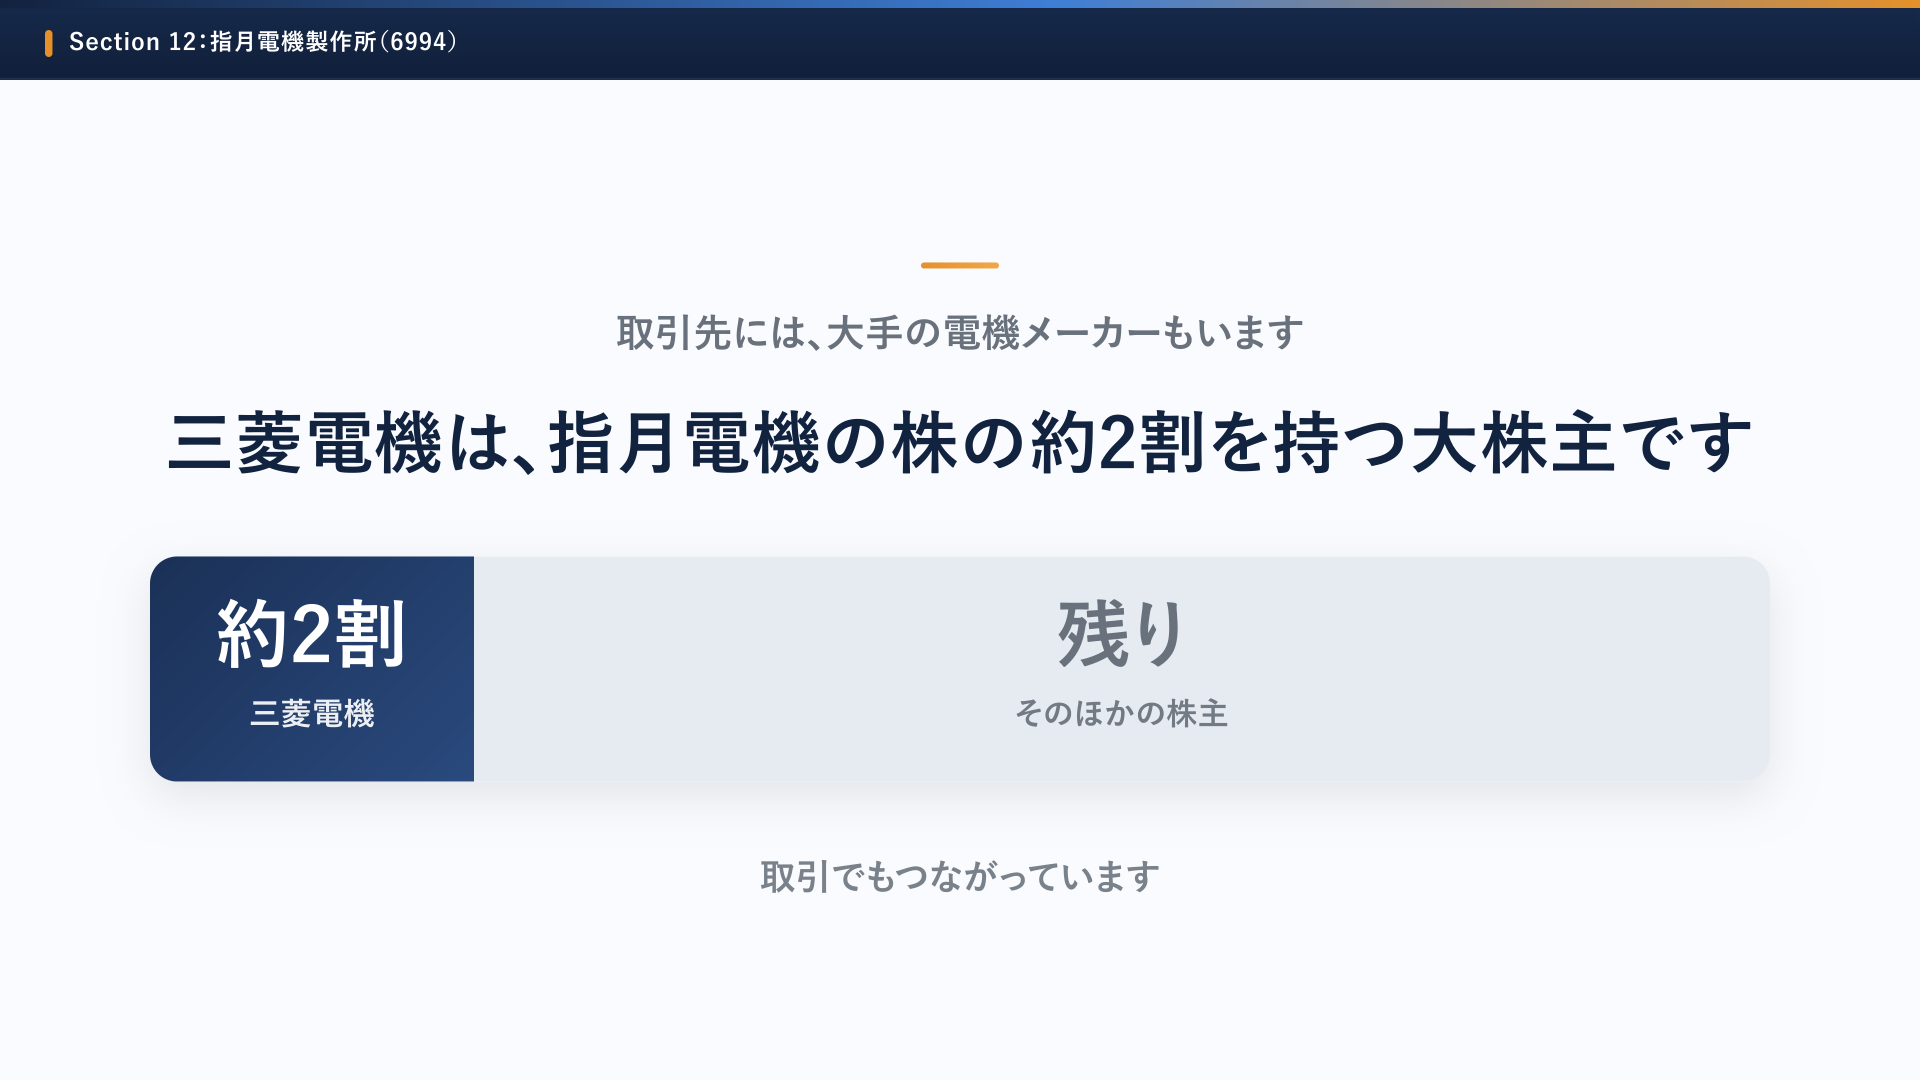 Section 12：指月電機製作所（6994）
取引先には、大手の電機メーカーもいます
三菱電機は、指月電機の株の約2割を持つ大株主です
約2割
三菱電機
残り
そのほかの株主
取引でもつながっています